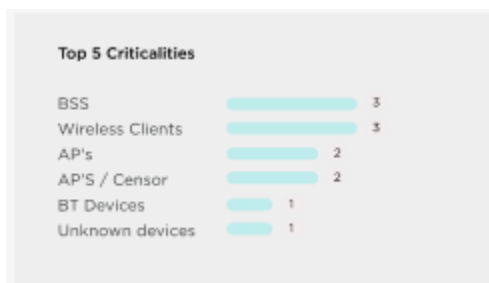 Top 5 Criticalities
BSS 3
Wireless Clients 3
AP's 2
AP'S / Censor 2
BT Devices 1
Unknown devices 1